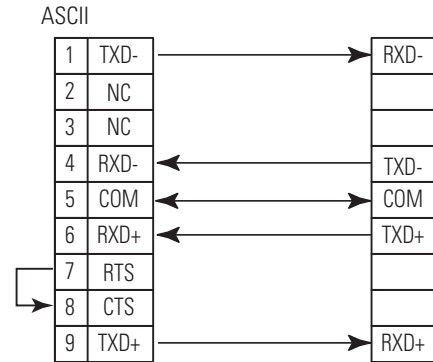 ASCII
1 TXD- RXD-
2 NC
3 NC
4 RXD- TXD-
5 COM COM
6 RXD+ TXD+
7 RTS
8 CTS
9 TXD+ RXD+